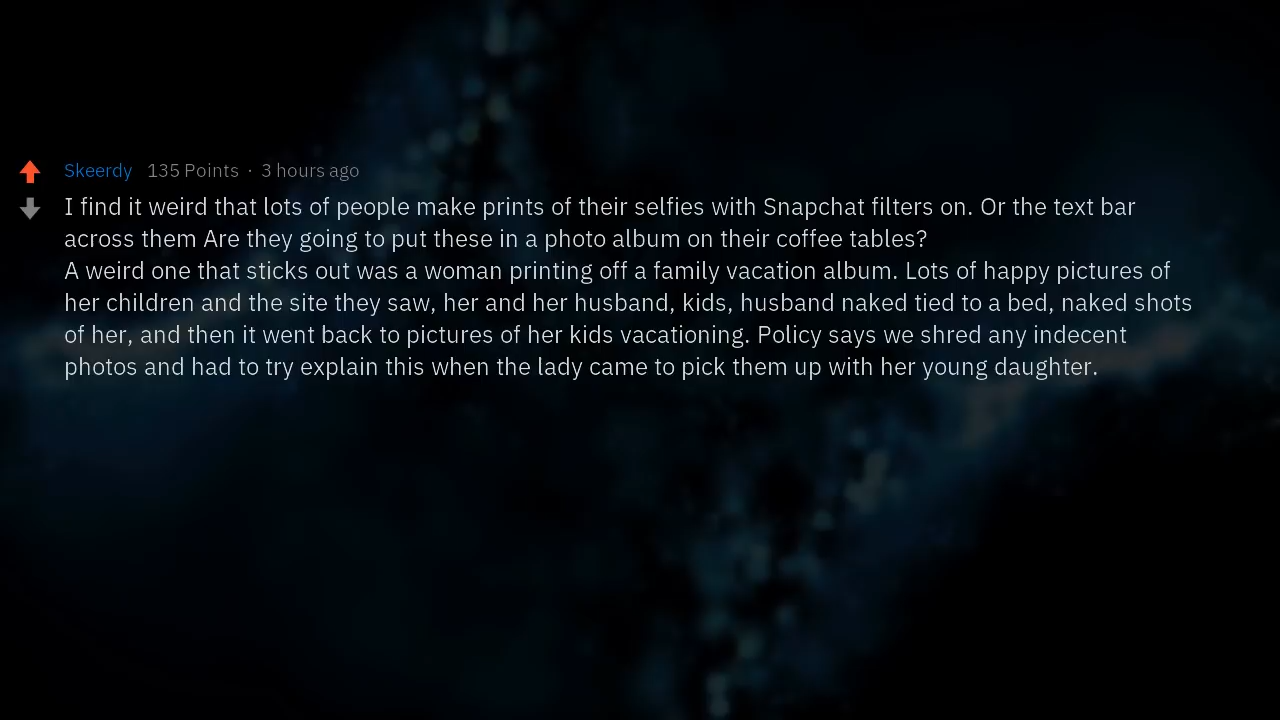 Skeerdy 135 Points · 3 hours ago
I find it weird that lots of people make prints of their selfies with Snapchat filters on. Or the text bar
across them Are they going to put these in a photo album on their coffee tables?
A weird one that sticks out was a woman printing off a family vacation album. Lots of happy pictures of
her children and the site they saw, her and her husband, kids, husband naked tied to a bed, naked shots
of her, and then it went back to pictures of her kids vacationing. Policy says we shred any indecent
photos and had to try explain this when the lady came to pick them up with her young daughter.